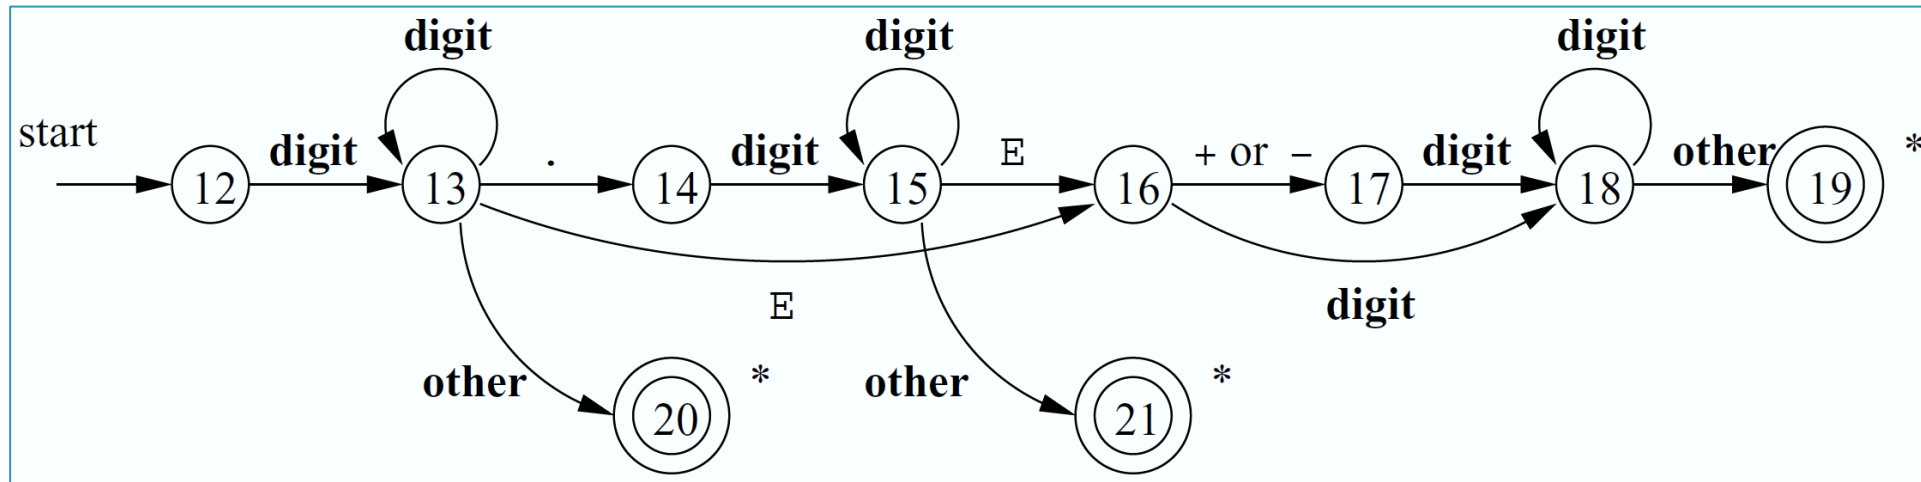 digit digit digit
start digit . digit E + or - digit other *
12 13 14 15 16 17 18 19
E digit
other * other *
20 21